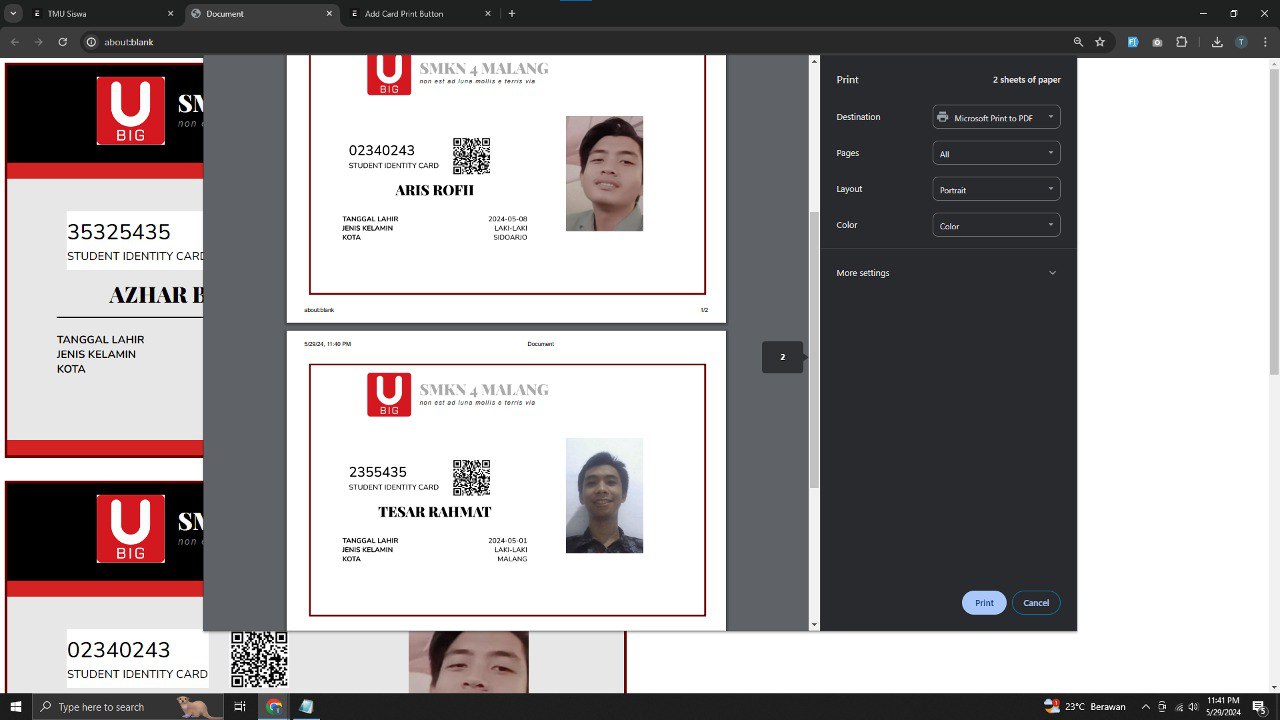 TMU Siswa
Document
Add Card Print Button
about:blank
T
U
BIG
SM
non e
35325435
STUDENT IDENTITY CARD
AZHAR B
TANGGAL LAHIR
JENIS KELAMIN
KOTA
U
BIG
SM
non e
02340243
STUDENT IDENTITY CARD
BIG
SMKN 4 MALANG
non est ad luna mollis e terris via
02340243
STUDENT IDENTITY CARD
ARIS ROFII
TANGGAL LAHIR 2024-05-08
JENIS KELAMIN LAKI-LAKI
KOTA SIDOARJO
about:blank 1/2
5/29/24, 11:40 PM Document
U
BIG
SMKN 4 MALANG
non est ad luna mollis e terris via
2355435
STUDENT IDENTITY CARD
TESAR RAHMAT
TANGGAL LAHIR 2024-05-01
JENIS KELAMIN LAKI-LAKI
KOTA MALANG
2
Print 2 sheets of paper
Destination Microsoft Print to PDF
Pages All
Layout Portrait
Color Color
More settings
Print Cancel
Type here to search
1
23°C Berawan
11:41 PM
5/29/2024